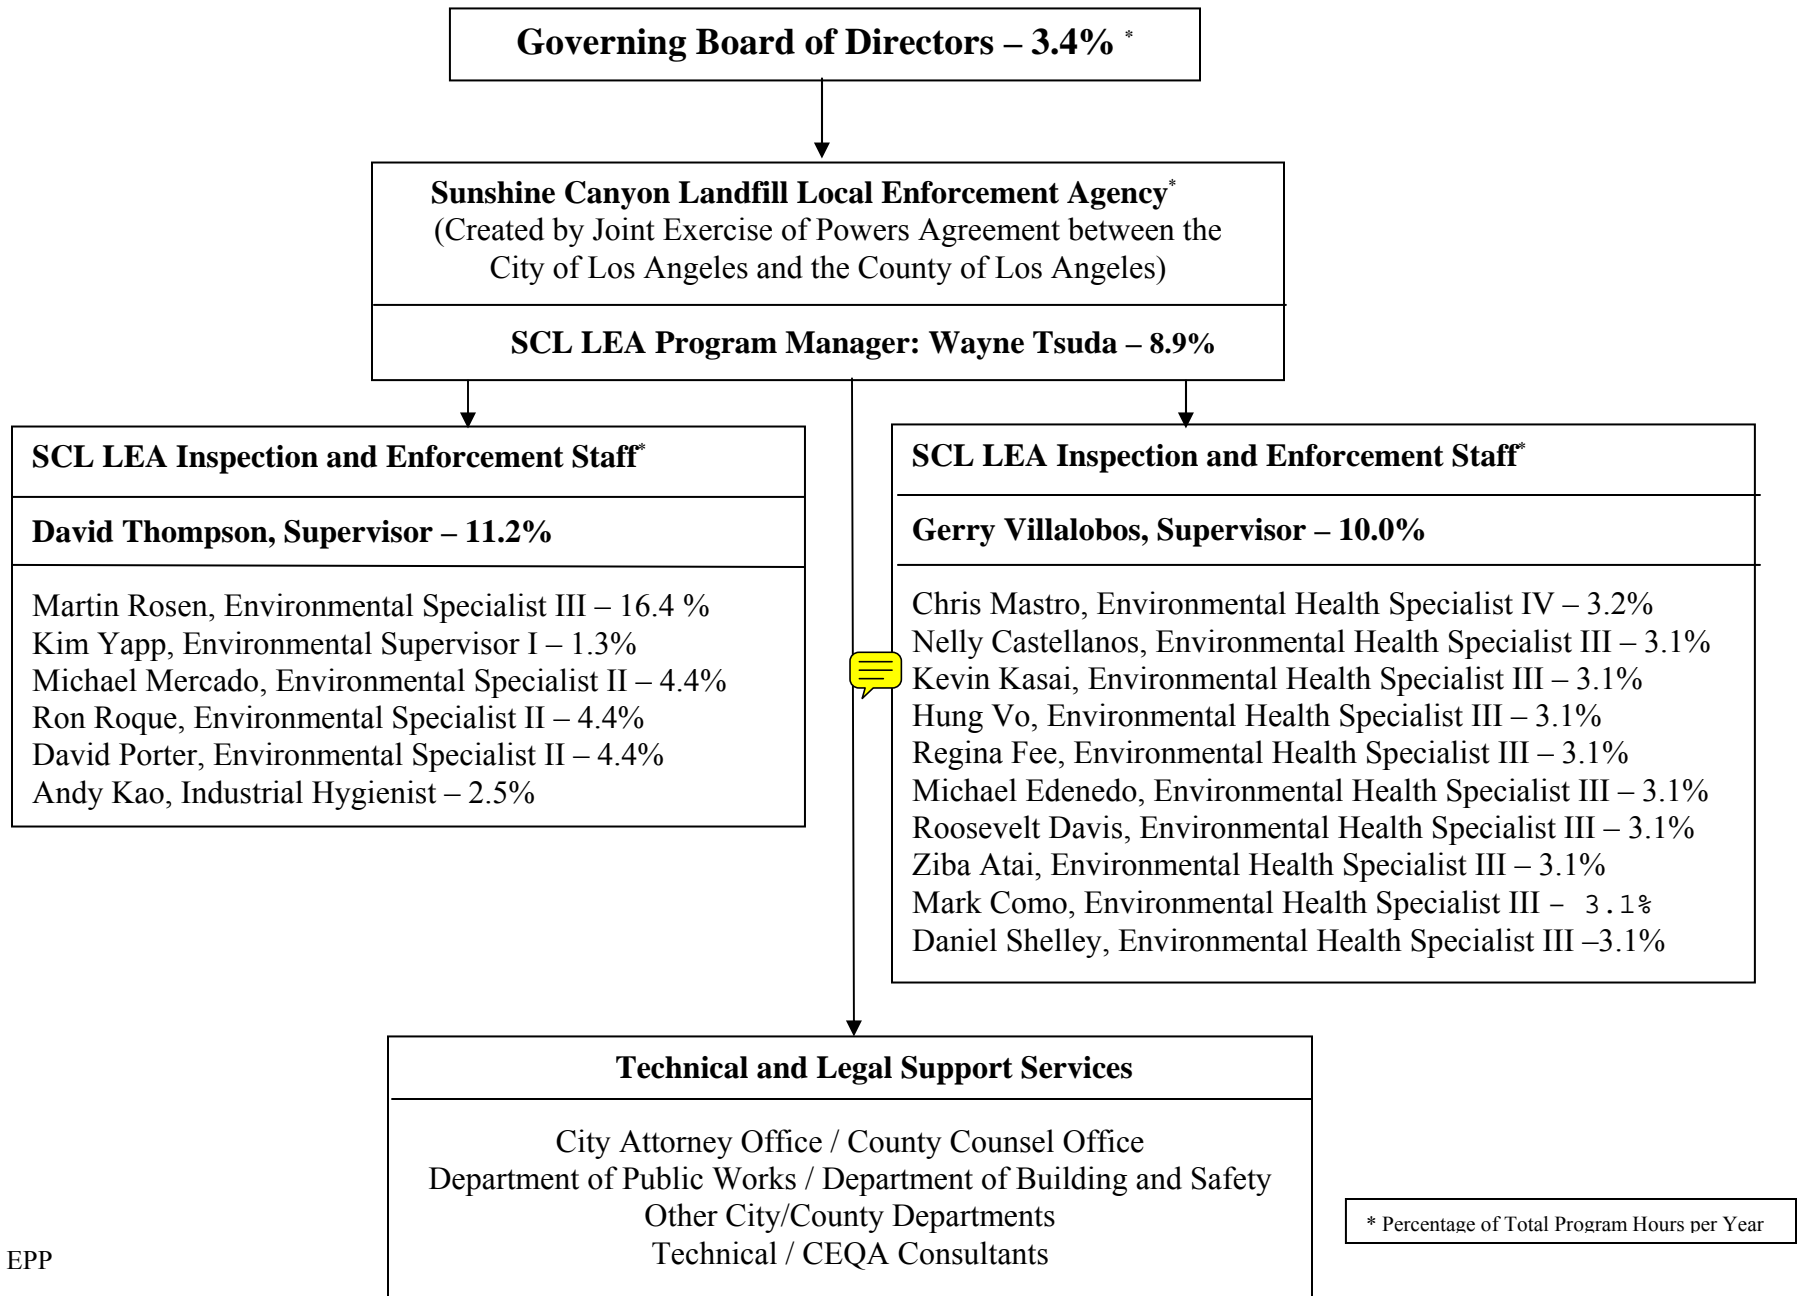 Governing Board of Directors – 3.4% *
Sunshine Canyon Landfill Local Enforcement Agency*
(Created by Joint Exercise of Powers Agreement between the
City of Los Angeles and the County of Los Angeles)
SCL LEA Program Manager: Wayne Tsuda – 8.9%
SCL LEA Inspection and Enforcement Staff*
David Thompson, Supervisor – 11.2%
Martin Rosen, Environmental Specialist III – 16.4 %
Kim Yapp, Environmental Supervisor I – 1.3%
Michael Mercado, Environmental Specialist II – 4.4%
Ron Roque, Environmental Specialist II – 4.4%
David Porter, Environmental Specialist II – 4.4%
Andy Kao, Industrial Hygienist – 2.5%
SCL LEA Inspection and Enforcement Staff*
Gerry Villalobos, Supervisor – 10.0%
Chris Mastro, Environmental Health Specialist IV – 3.2%
Nelly Castellanos, Environmental Health Specialist III – 3.1%
Kevin Kasai, Environmental Health Specialist III – 3.1%
Hung Vo, Environmental Health Specialist III – 3.1%
Regina Fee, Environmental Health Specialist III – 3.1%
Michael Edenedo, Environmental Health Specialist III – 3.1%
Roosevelt Davis, Environmental Health Specialist III – 3.1%
Ziba Atai, Environmental Health Specialist III – 3.1%
Mark Como, Environmental Health Specialist III – 3.1%
Daniel Shelley, Environmental Health Specialist III –3.1%
Technical and Legal Support Services
City Attorney Office / County Counsel Office
Department of Public Works / Department of Building and Safety
Other City/County Departments
Technical / CEQA Consultants
* Percentage of Total Program Hours per Year
EPP